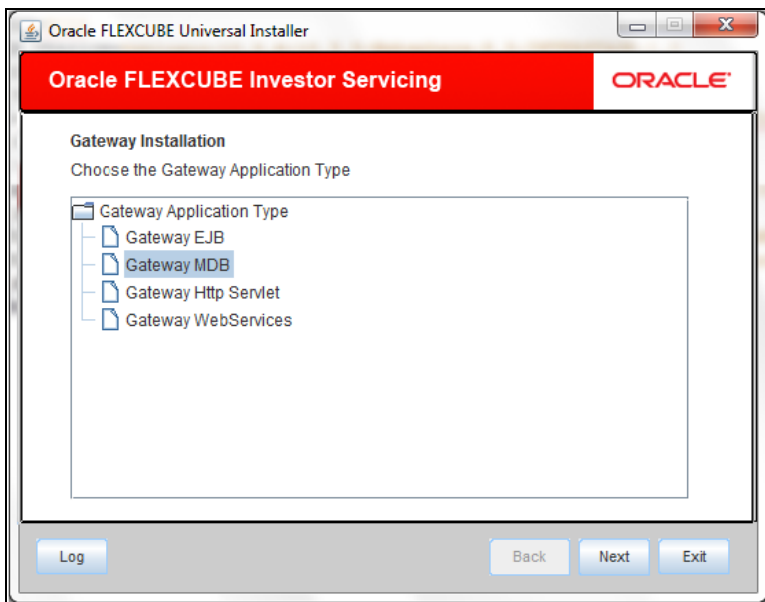 Oracle FLEXCUBE Universal Installer
Oracle FLEXCUBE Investor Servicing
ORACLE
Gateway Installation
Choose the Gateway Application Type
Gateway Application Type
Gateway EJB
Gateway MDB
Gateway Http Servlet
Gateway WebServices
Log
Back
Next
Exit